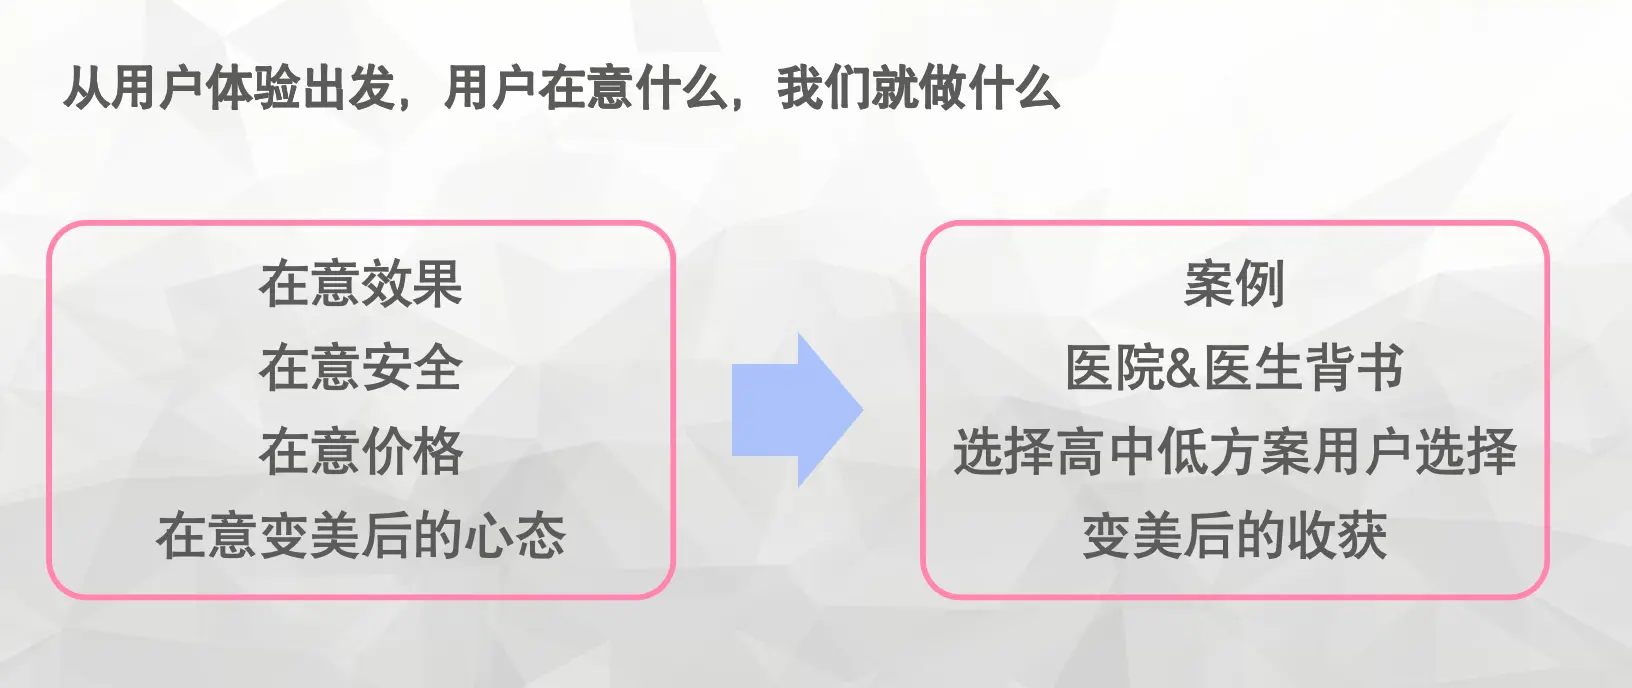 从用户体验出发，用户在意什么，我们就做什么
在意效果
在意安全
在意价格
在意变美后的心态
案例
医院&医生背书
选择高中低方案用户选择
变美后的收获